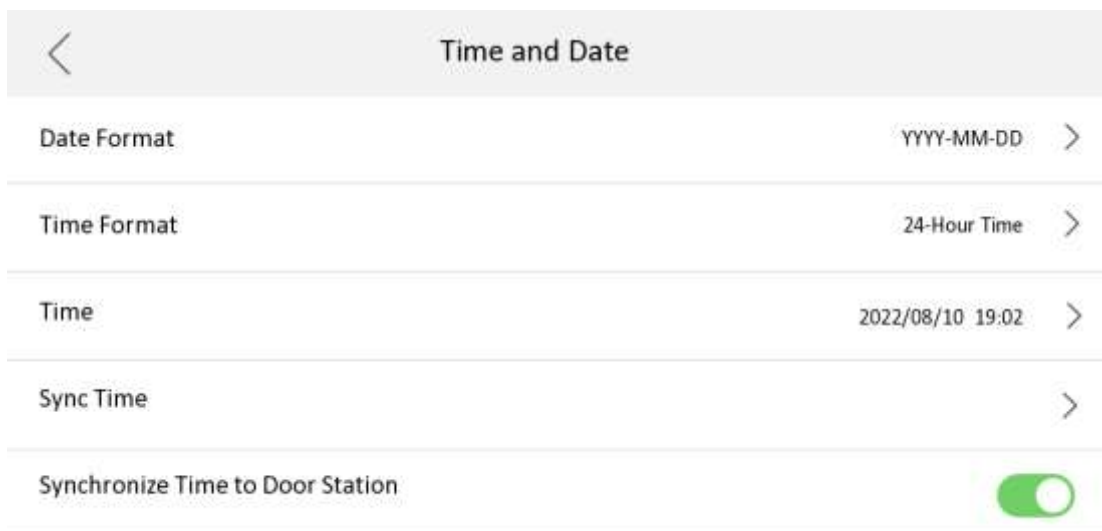 Time and Date
Date Format YYYY-MM-DD
Time Format 24-Hour Time
Time 2022/08/10 19:02
Sync Time
Synchronize Time to Door Station